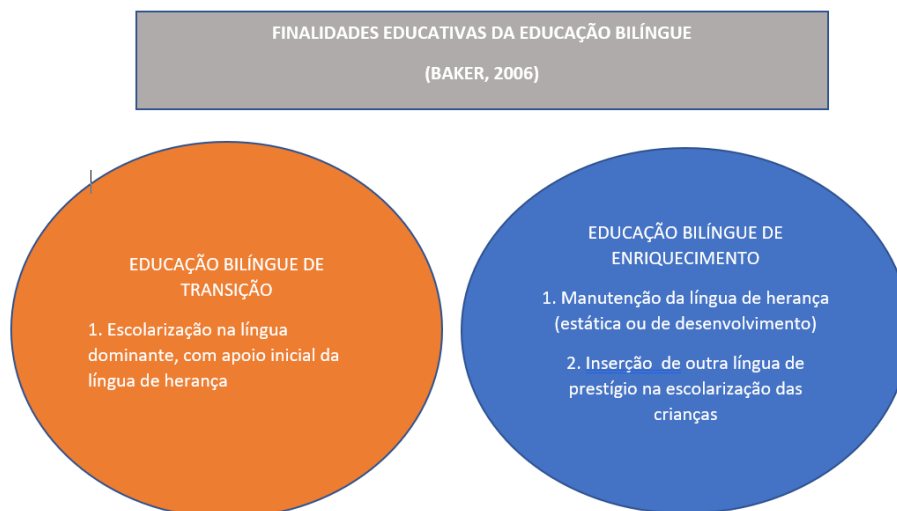 FINALIDADES EDUCATIVAS DA EDUCAÇÃO BILÍNGUE
(BAKER, 2006)
EDUCAÇÃO BILÍNGUE DE
TRANSIÇÃO
1. Escolarização na língua
dominante, com apoio inicial da
língua de herança
EDUCAÇÃO BILÍNGUE DE
ENRIQUECIMENTO
1. Manutenção da língua de herança
(estática ou de desenvolvimento)
2. Inserção  de outra língua de
prestígio na escolarização das
crianças